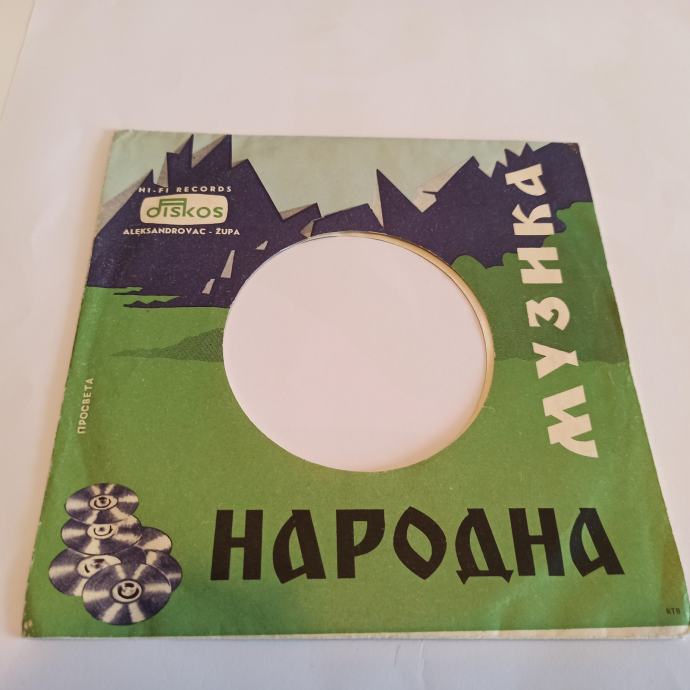 HI-FI RECORDS
diskos
ALEKSANDROVAC - ŽUPA
МУЗИКА
ПРОСВЕТА
НАРОДНА